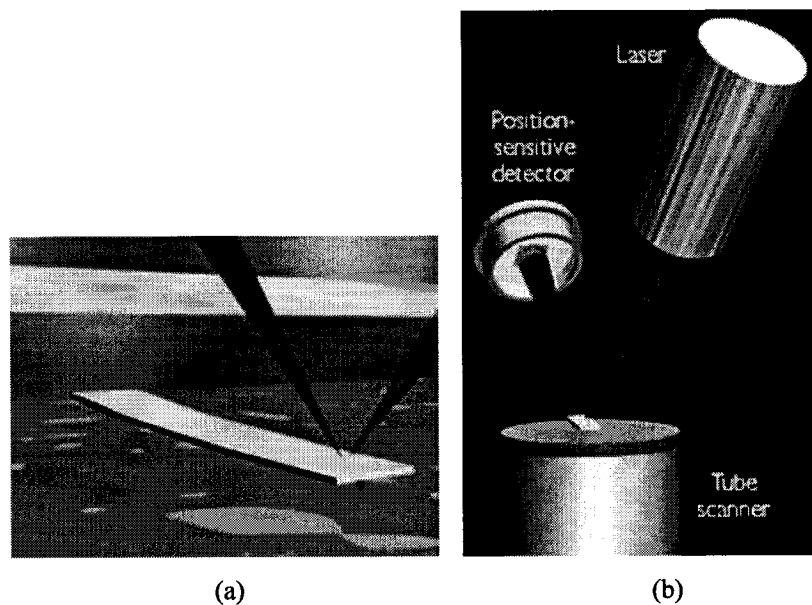 Laser
Position-
sensitive
detector
Tube
scanner
(a)
(b)